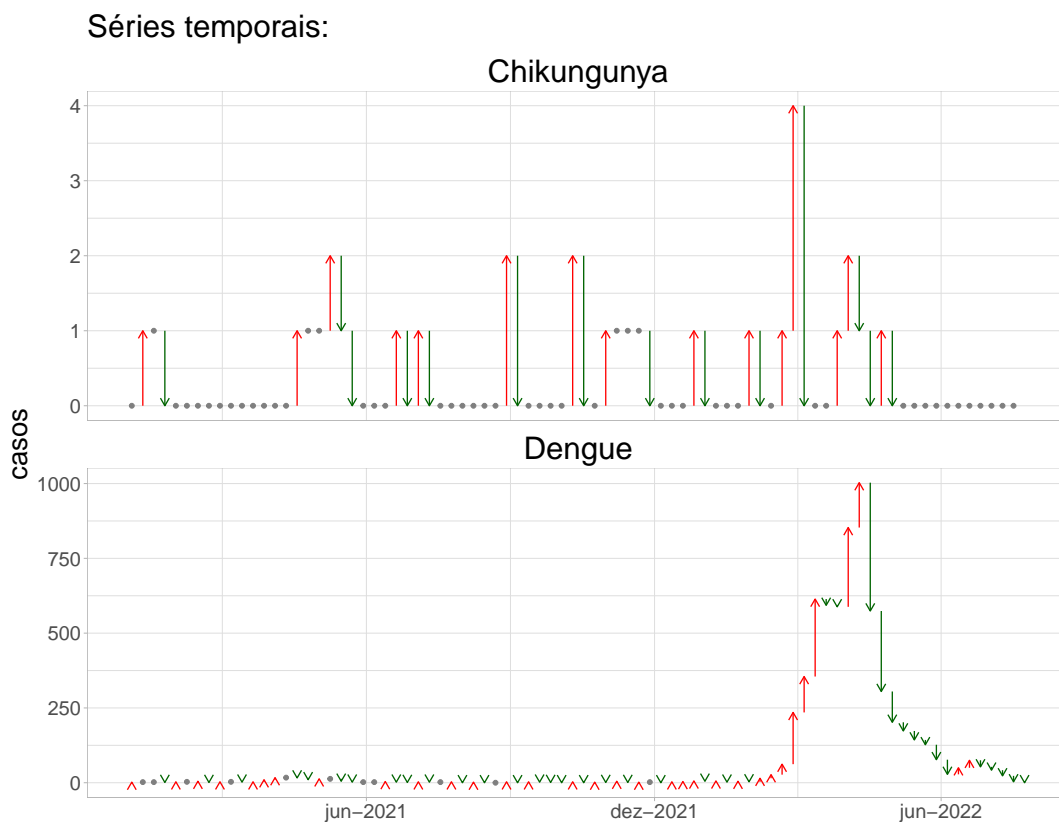 Séries temporais:
Chikungunya
4
3
2
1
0
casos
Dengue
1000
750
500
250
0
jun−2021
dez−2021
jun−2022